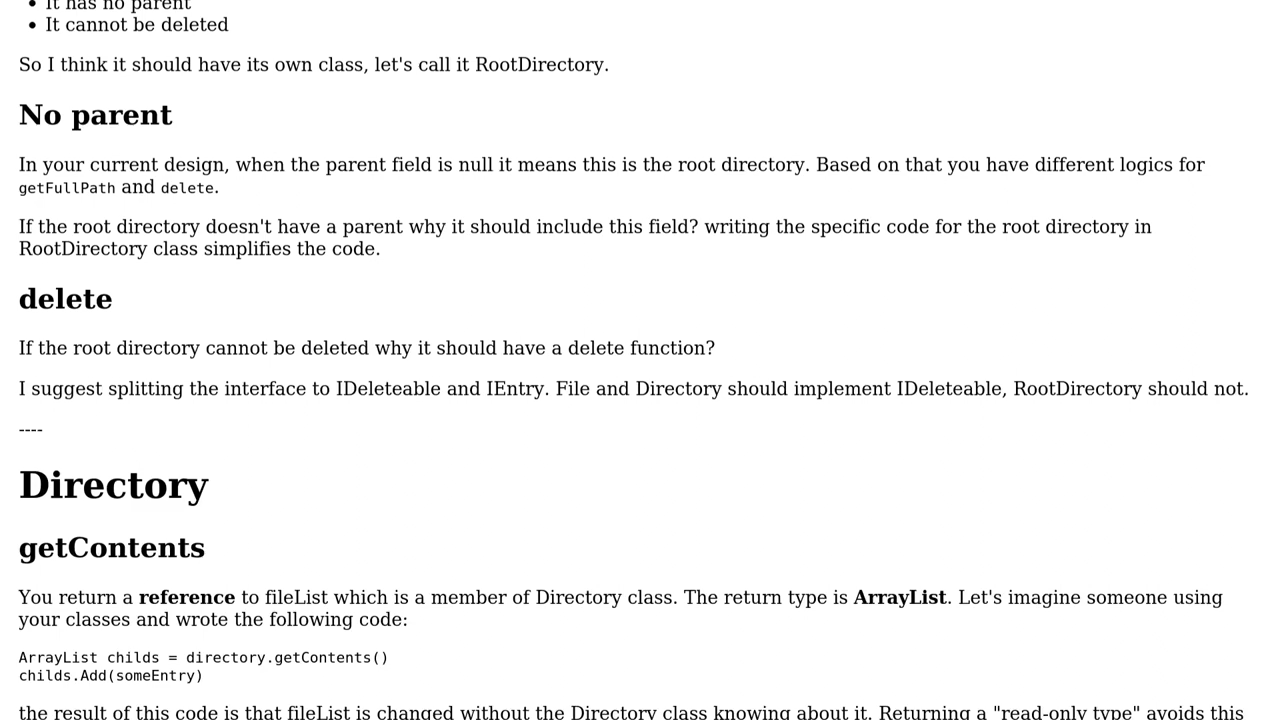 It has no parent
It cannot be deleted
So I think it should have its own class, let's call it RootDirectory.
No parent
In your current design, when the parent field is null it means this is the root directory. Based on that you have different logics for
getFullPath and delete.
If the root directory doesn't have a parent why it should include this field? writing the specific code for the root directory in
RootDirectory class simplifies the code.
delete
If the root directory cannot be deleted why it should have a delete function?
I suggest splitting the interface to IDeleteable and IEntry. File and Directory should implement IDeleteable, RootDirectory should not.
----
Directory
getContents
You return a reference to fileList which is a member of Directory class. The return type is ArrayList. Let's imagine someone using
your classes and wrote the following code:
ArrayList childs = directory.getContents()
childs.Add(someEntry)
the result of this code is that fileList is changed without the Directory class knowing about it. Returning a "read-only type" avoids this